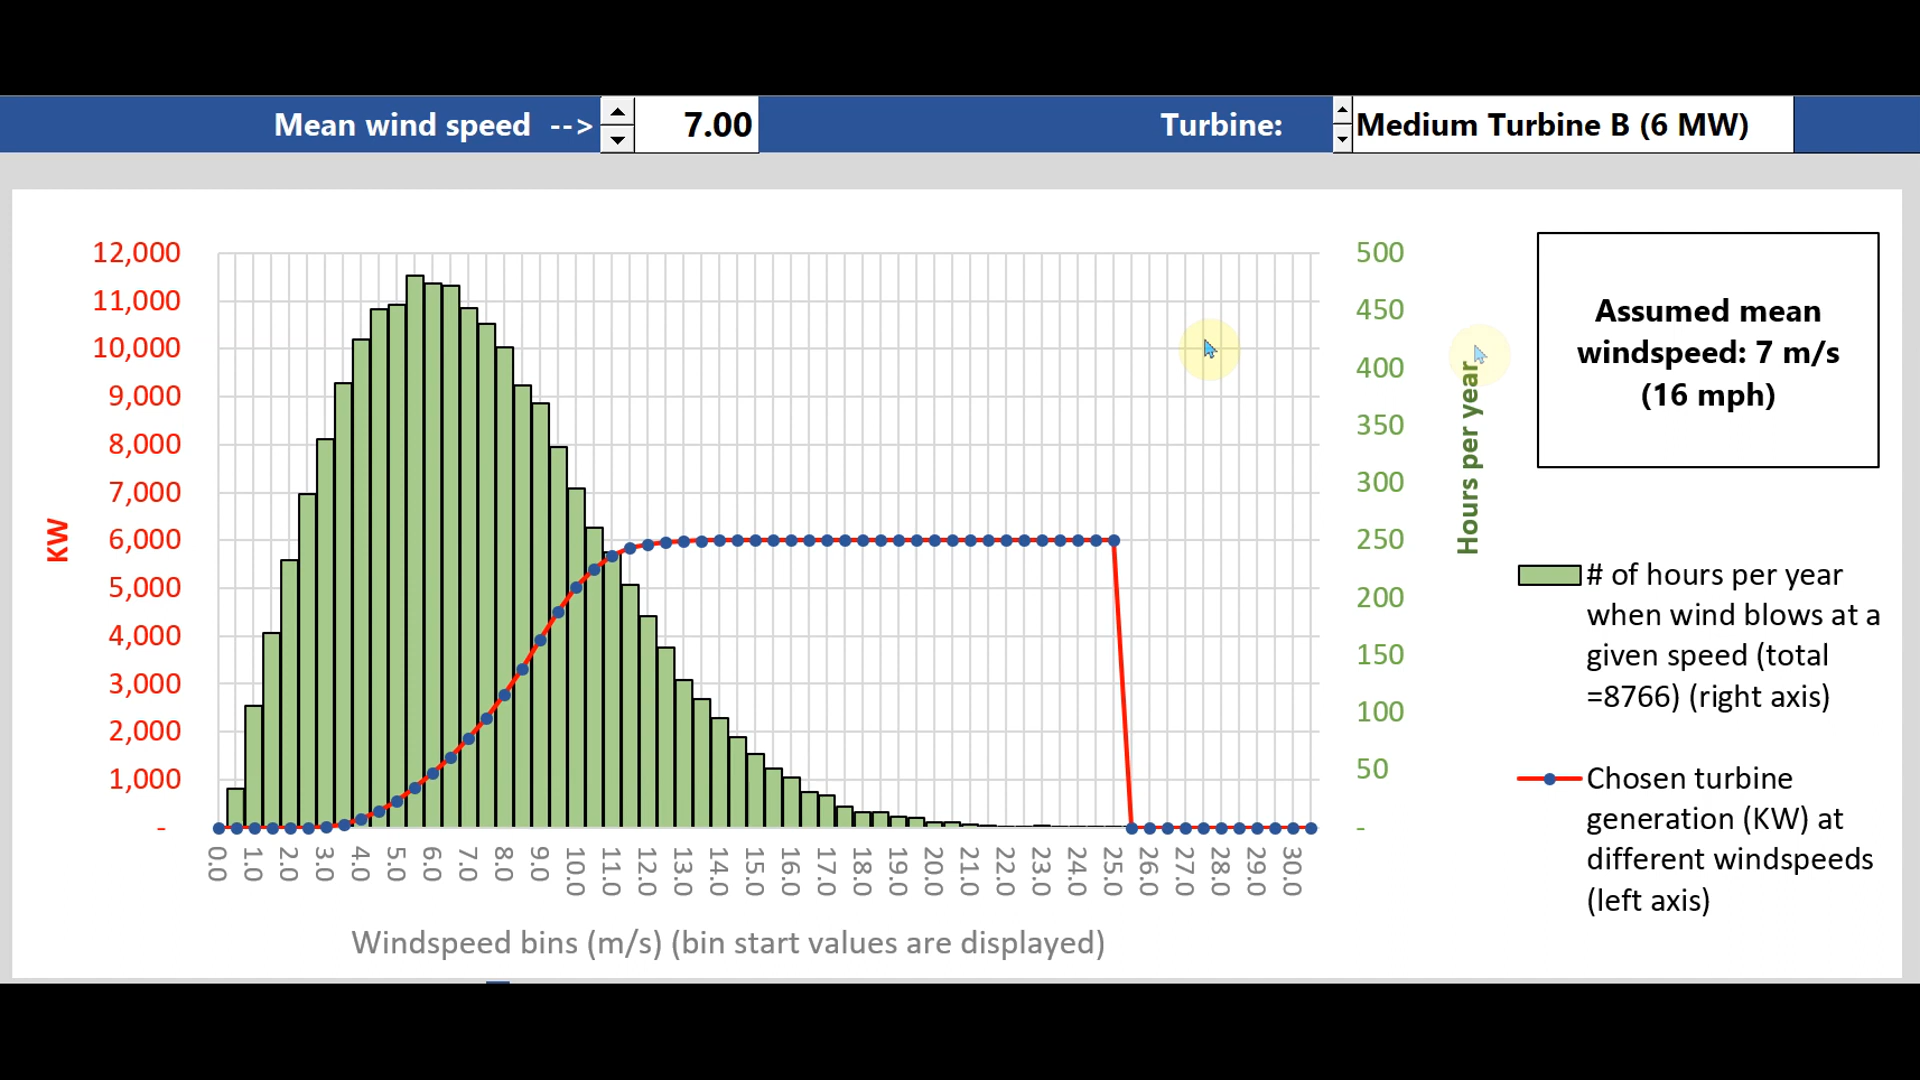 Mean wind speed --> 7.00 Turbine: Medium Turbine B (6 MW)
12,000
11,000
10,000
9,000
8,000
7,000
6,000
5,000
4,000
3,000
2,000
1,000
-
KW
500
450
400
350
300
250
200
150
100
50
-
Hours per year
0.0 1.0 2.0 3.0 4.0 5.0 6.0 7.0 8.0 9.0 10.0 11.0 12.0 13.0 14.0 15.0 16.0 17.0 18.0 19.0 20.0 21.0 22.0 23.0 24.0 25.0 26.0 27.0 28.0 29.0 30.0
Windspeed bins (m/s) (bin start values are displayed)
Assumed mean
windspeed: 7 m/s
(16 mph)
# of hours per year
when wind blows at a
given speed (total
=8766) (right axis)
Chosen turbine
generation (KW) at
different windspeeds
(left axis)